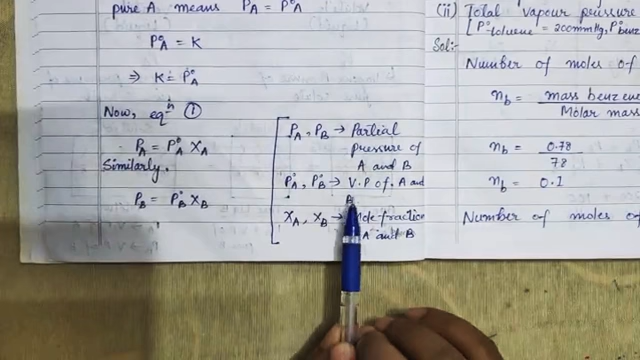 pure A means P_A = P°_A
P°_A = K
⇒ K = P°_A
Now, eqⁿ ①
P_A = P°_A X_A
Similarly.
P_B = P°_B X_B
P_A, P_B → Partial
pressure of
A and B
P°_A, P°_B → V.P of. A and
B
X_A, X_B → Mole fraction
A and B
(ii) Total vapour pressure
[P°toluene = 200mmHg, P°benz
Sol:-
Number of moles of
n_b = mass benzene
Molar mass
n_b = 0.78
78
n_b = 0.1
Number of moles of